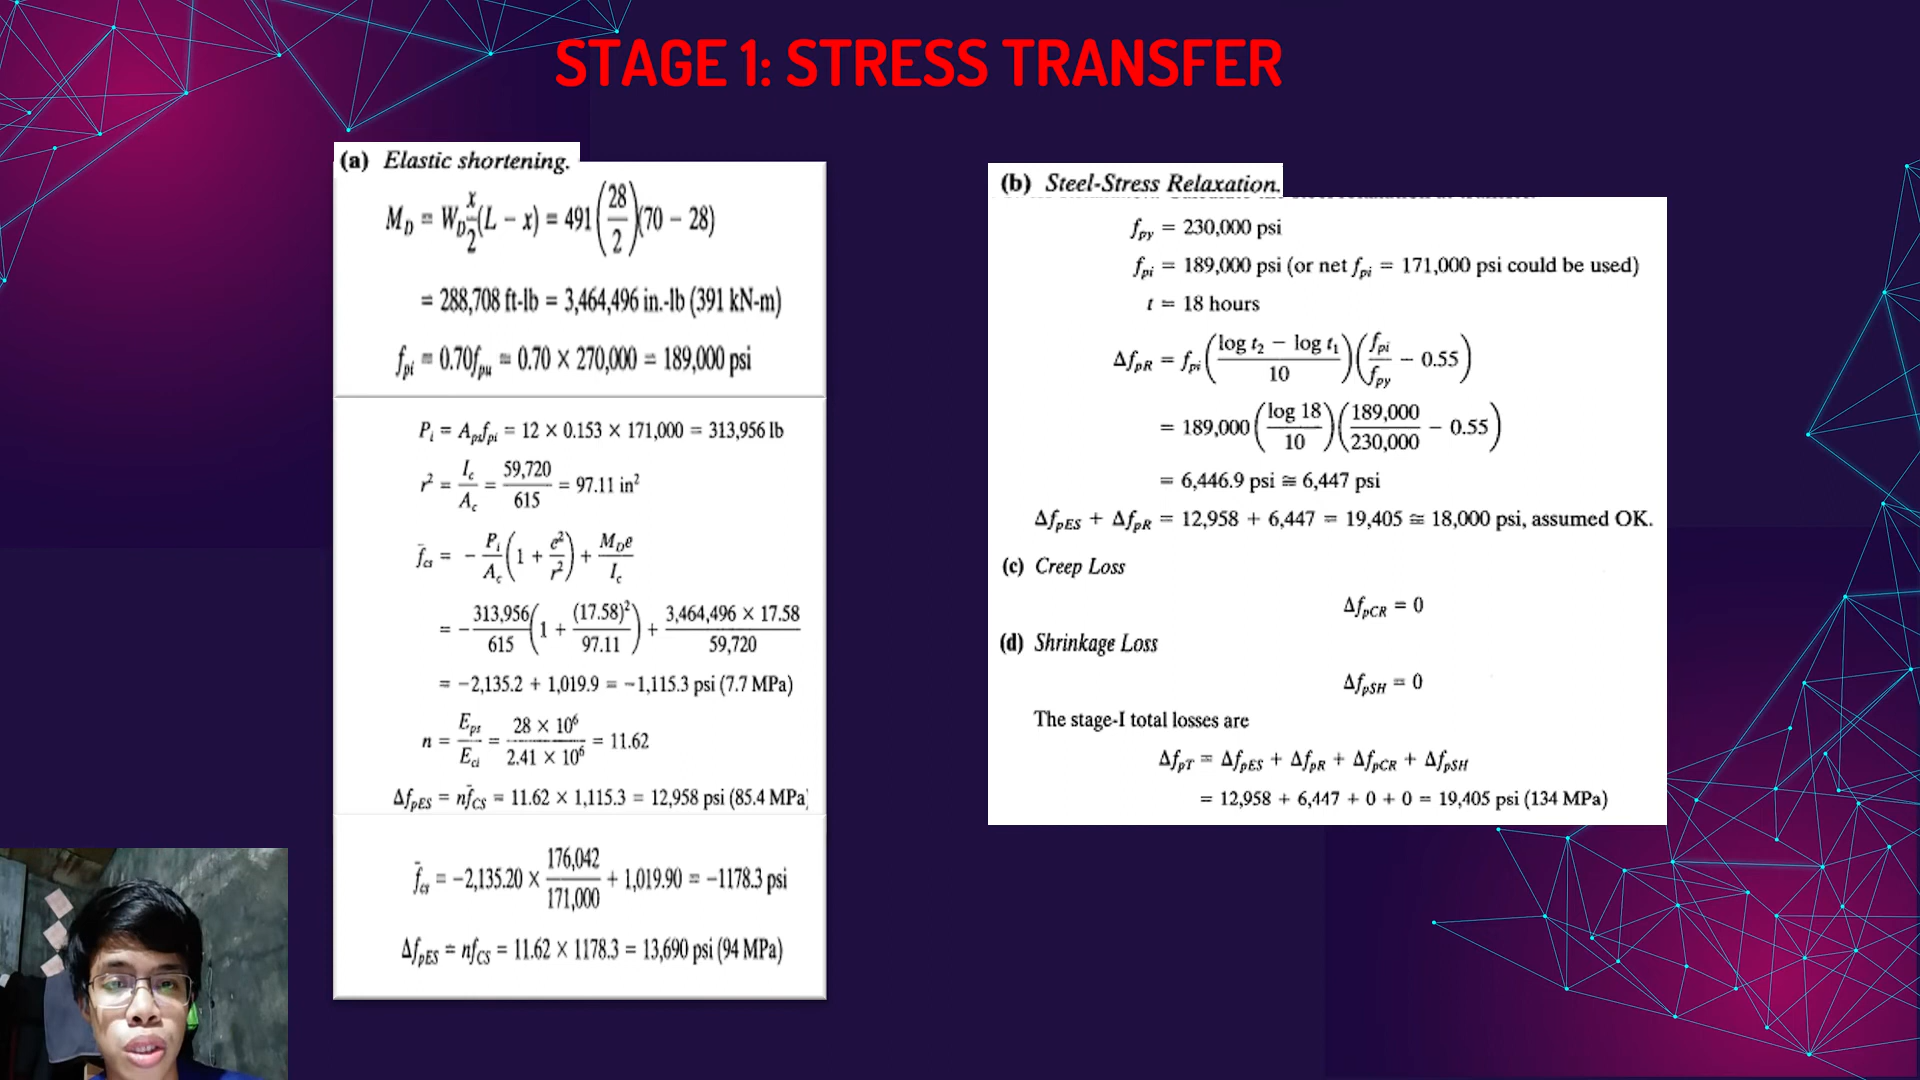 STAGE 1: STRESS TRANSFER
(a) Elastic shortening.
M_D = W_D x/2 (L − x) = 491(28/2)(70 − 28)
= 288,708 ft-lb = 3,464,496 in.-lb (391 kN-m)
f_pi = 0.70f_pu = 0.70 × 270,000 = 189,000 psi
P_i = A_ps f_pi = 12 × 0.153 × 171,000 = 313,956 lb
r² = I_c/A_c = 59,720/615 = 97.11 in²
f̄_cs = − P_i/A_c (1 + e²/r²) + M_D e/I_c
= − 313,956/615 (1 + (17.58)²/97.11) + 3,464,496 × 17.58/59,720
= −2,135.2 + 1,019.9 = −1,115.3 psi (7.7 MPa)
n = E_ps/E_ci = 28 × 10⁶/2.41 × 10⁶ = 11.62
Δf_pES = nf̄_CS = 11.62 × 1,115.3 = 12,958 psi (85.4 MPa)
f̄_cs = −2,135.20 × 176,042/171,000 + 1,019.90 = −1178.3 psi
Δf_pES = nf_CS = 11.62 × 1178.3 = 13,690 psi (94 MPa)
(b) Steel-Stress Relaxation.
f_py = 230,000 psi
f_pi = 189,000 psi (or net f_pi = 171,000 psi could be used)
t = 18 hours
Δf_pR = f_pi (log t₂ − log t₁/10)(f_pi/f_py − 0.55)
= 189,000 (log 18/10)(189,000/230,000 − 0.55)
= 6,446.9 psi ≅ 6,447 psi
Δf_pES + Δf_pR = 12,958 + 6,447 = 19,405 ≅ 18,000 psi, assumed OK.
(c) Creep Loss
Δf_pCR = 0
(d) Shrinkage Loss
Δf_pSH = 0
The stage-I total losses are
Δf_pT = Δf_pES + Δf_pR + Δf_pCR + Δf_pSH
= 12,958 + 6,447 + 0 + 0 = 19,405 psi (134 MPa)